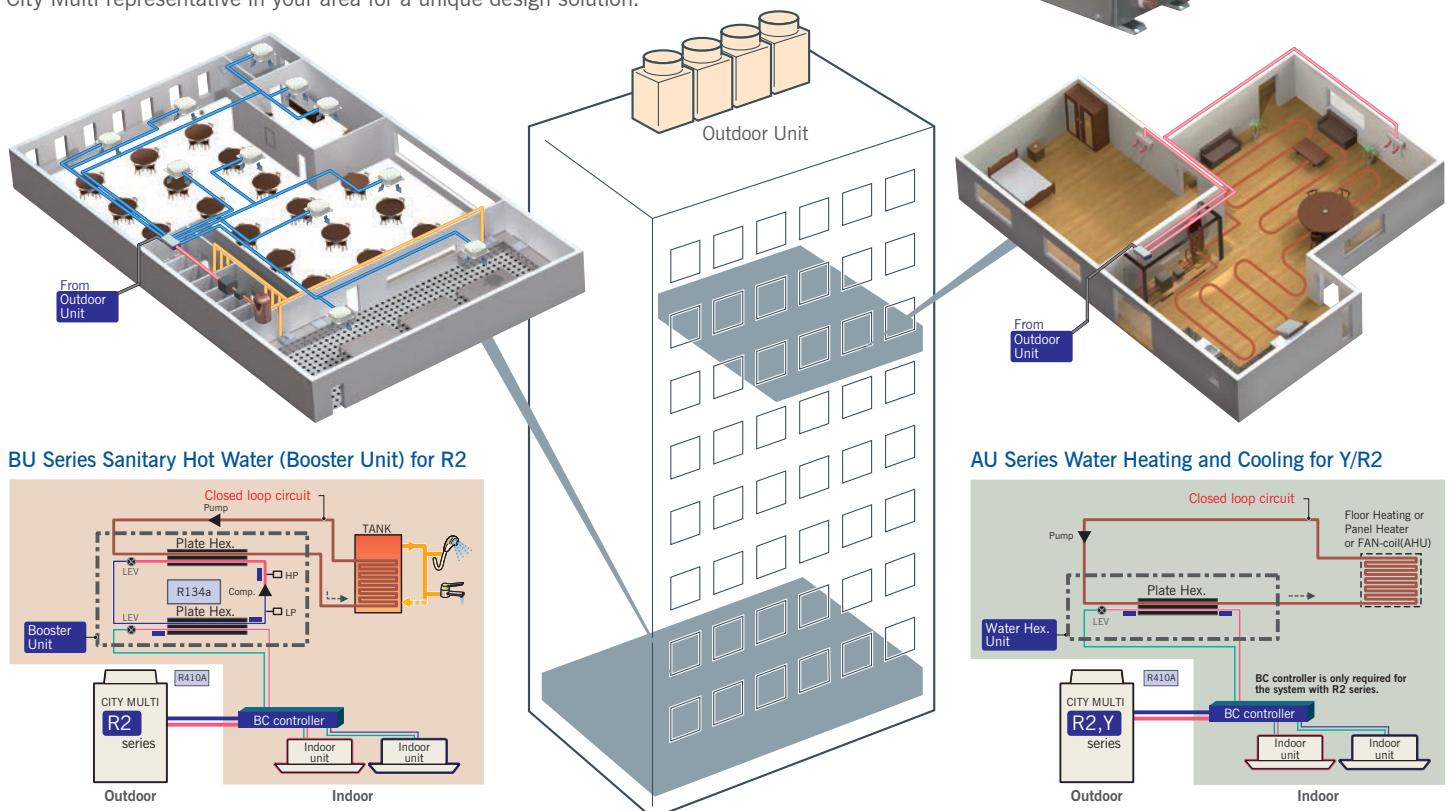 City Multi representative in your area for a unique design solution.
Outdoor Unit
From
Outdoor
Unit
From
Outdoor
Unit
BU Series Sanitary Hot Water (Booster Unit) for R2
Closed loop circuit
Pump
TANK
Plate Hex.
LEV
HP
R134a
Comp.
Plate Hex.
LP
LEV
Booster
Unit
R410A
CITY MULTI
R2
series
BC controller
Indoor
unit
Indoor
unit
Outdoor
Indoor
AU Series Water Heating and Cooling for Y/R2
Closed loop circuit
Floor Heating or
Panel Heater
or FAN-coil(AHU)
Pump
Plate Hex.
LEV
Water Hex.
Unit
R410A
BC controller is only required for
the system with R2 series.
CITY MULTI
R2,Y
series
BC controller
Indoor
unit
Indoor
unit
Outdoor
Indoor